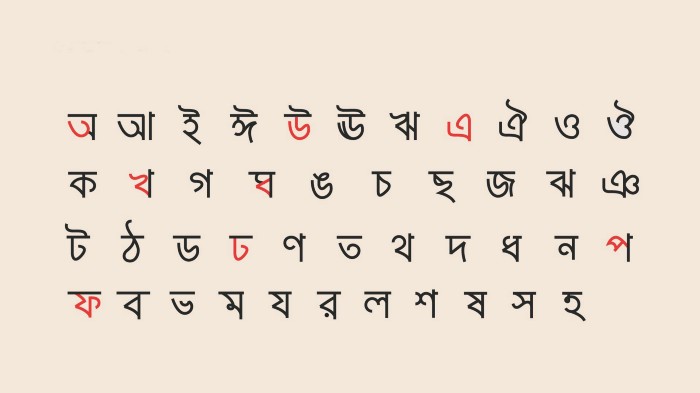 অ আ ই ঈ উ ঊ ঋ এ ঐ ও ঔ
ক খ গ ঘ ঙ চ ছ জ ঝ ঞ
ট ঠ ড ঢ ণ ত থ দ ধ ন প
ফ ব ভ ম য র ল শ ষ স হ